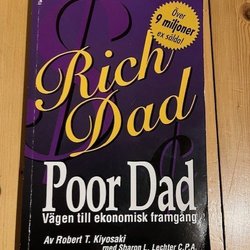 Över
9 miljoner
ex sålda!
Rich
Dad
Poor Dad
Vägen till ekonomisk framgång
Av Robert T. Kiyosaki
med Sharon L. Lechter C.P.A.